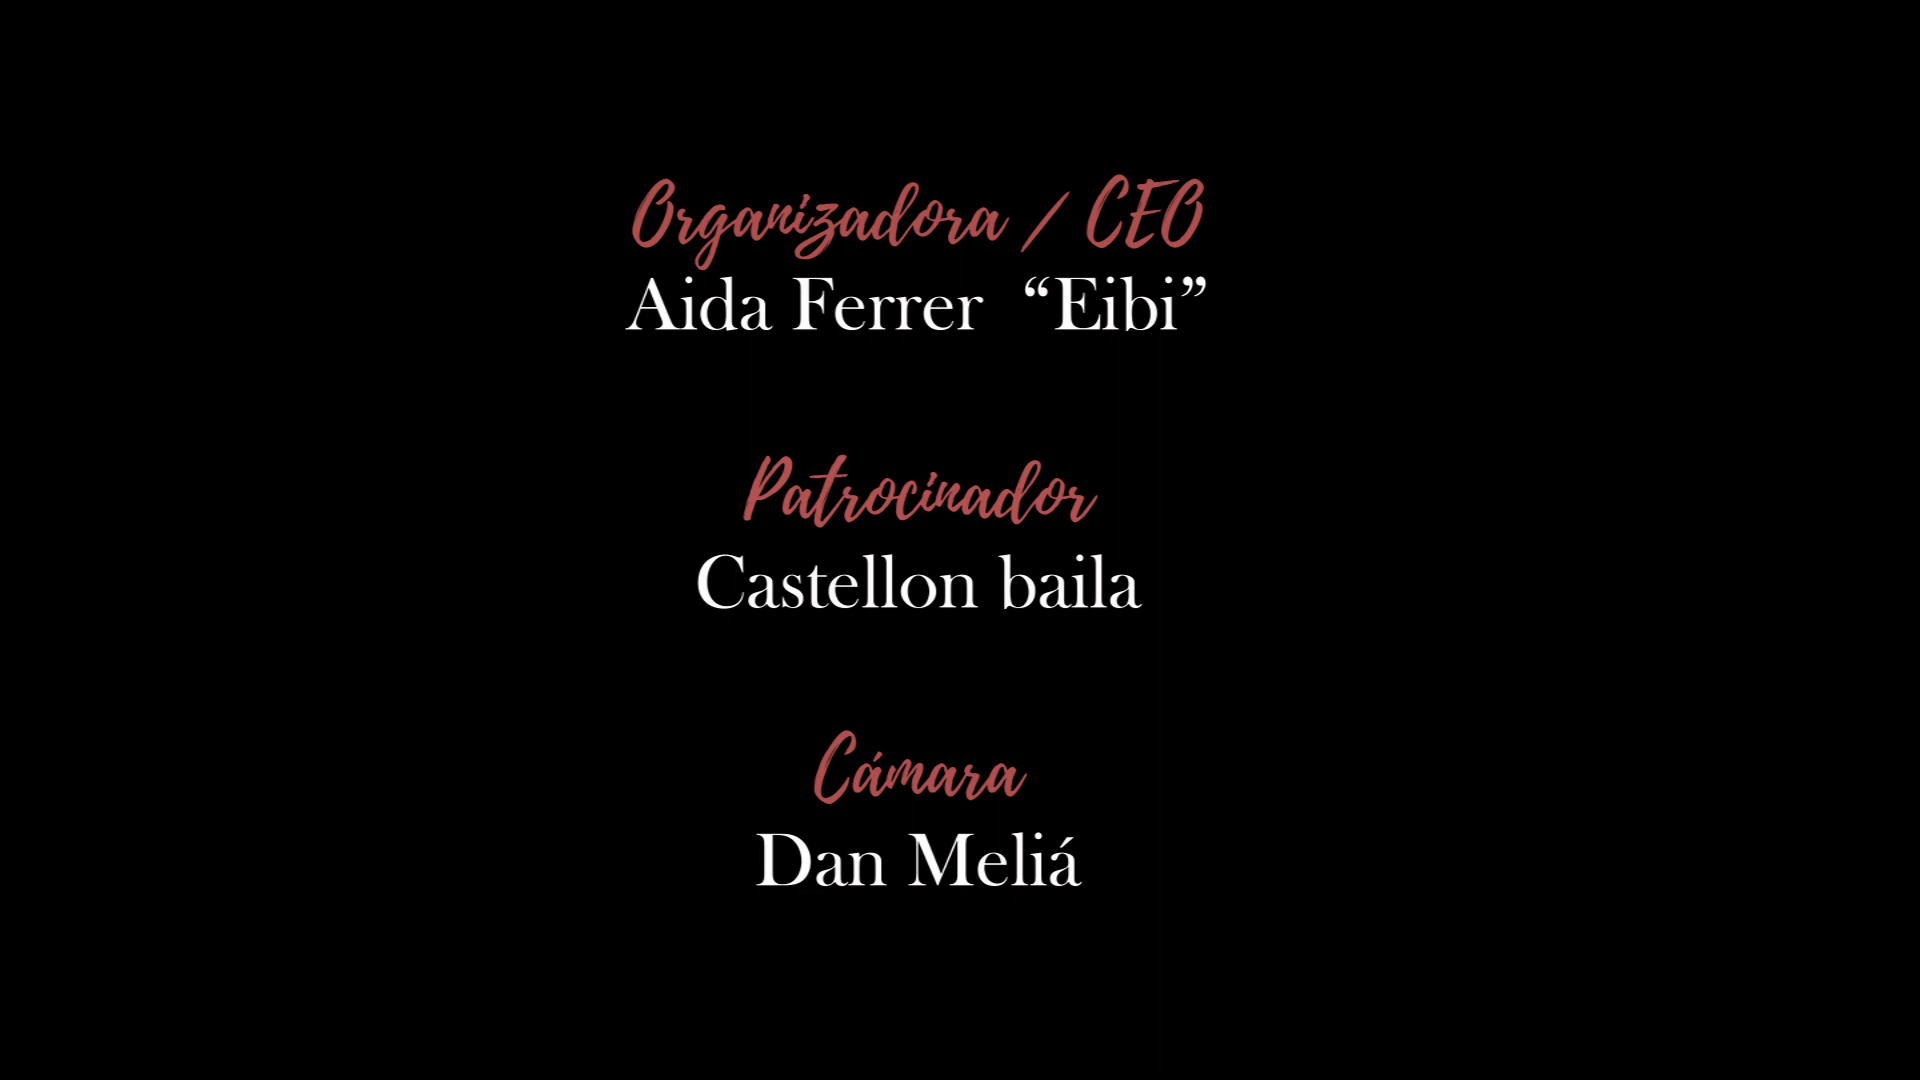 Organizadora / CEO
Aida Ferrer “Eibi”
Patrocinador
Castellon baila
Cámara
Dan Meliá